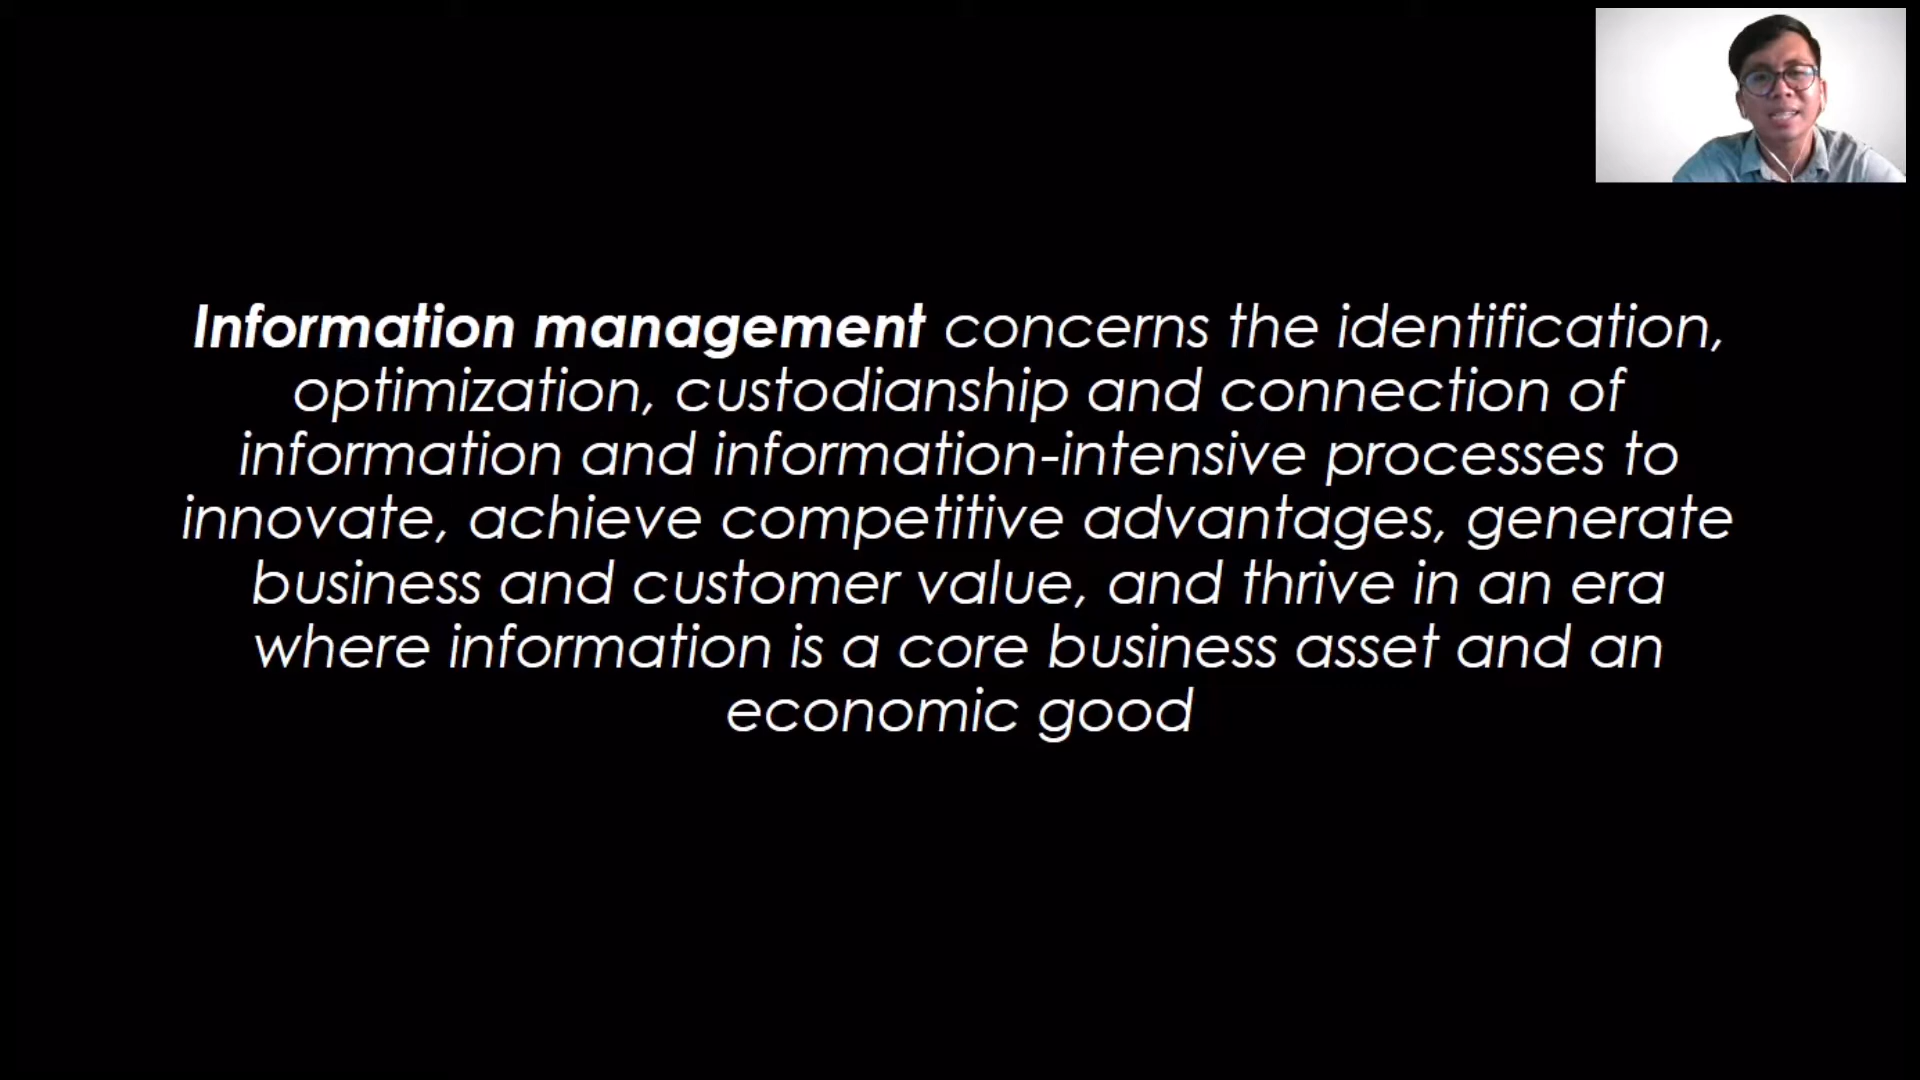 Information management concerns the identification,
optimization, custodianship and connection of
information and information-intensive processes to
innovate, achieve competitive advantages, generate
business and customer value, and thrive in an era
where information is a core business asset and an
economic good